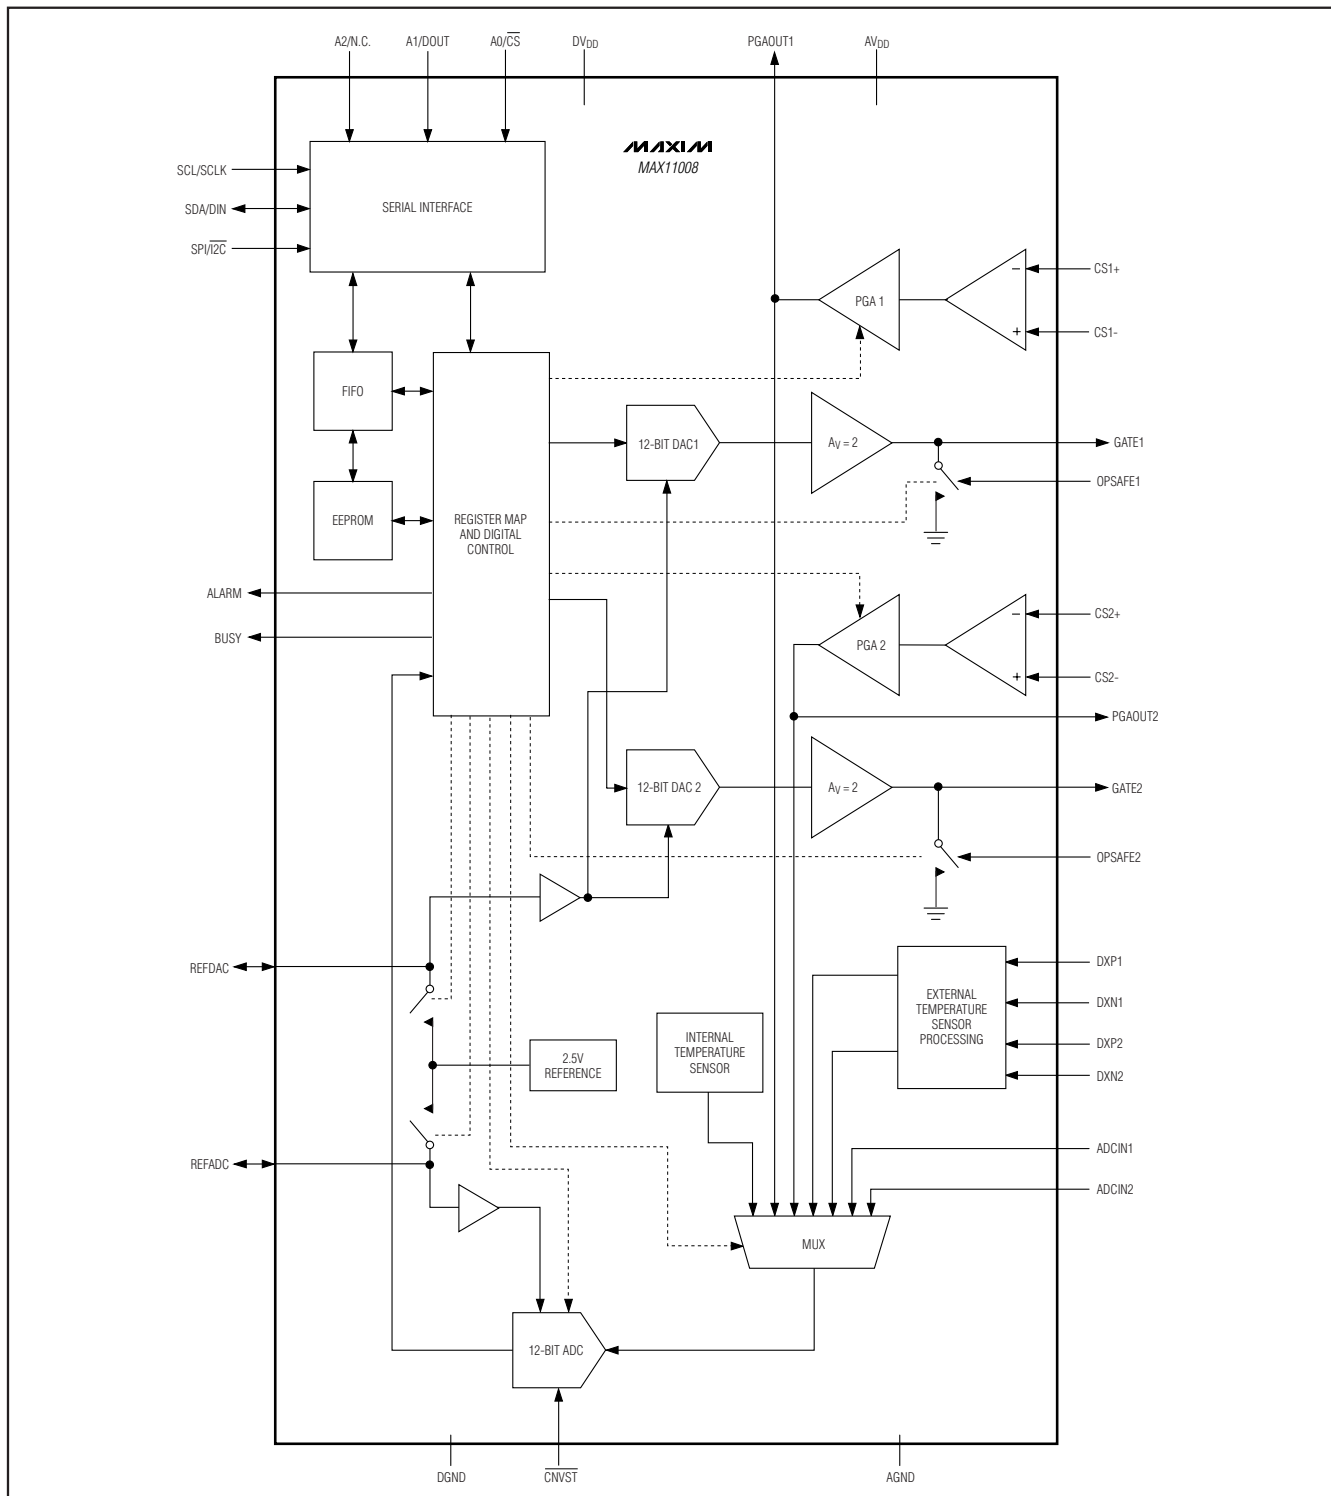 A2/N.C.
A1/DOUT
A0/C̅S̅
DVDD
PGAOUT1
AVDD
MAXIM
MAX11008
SCL/SCLK
SDA/DIN
SPI/I̅2̅C̅
SERIAL INTERFACE
CS1+
−
PGA 1
+
CS1-
FIFO
12-BIT DAC1
AV = 2
GATE1
OPSAFE1
EEPROM
REGISTER MAP
AND DIGITAL
CONTROL
ALARM
BUSY
CS2+
−
PGA 2
+
CS2-
PGAOUT2
12-BIT DAC 2
AV = 2
GATE2
OPSAFE2
REFDAC
DXP1
DXN1
DXP2
DXN2
EXTERNAL
TEMPERATURE
SENSOR
PROCESSING
INTERNAL
TEMPERATURE
SENSOR
2.5V
REFERENCE
REFADC
ADCIN1
ADCIN2
MUX
12-BIT ADC
DGND
C̅N̅V̅S̅T̅
AGND